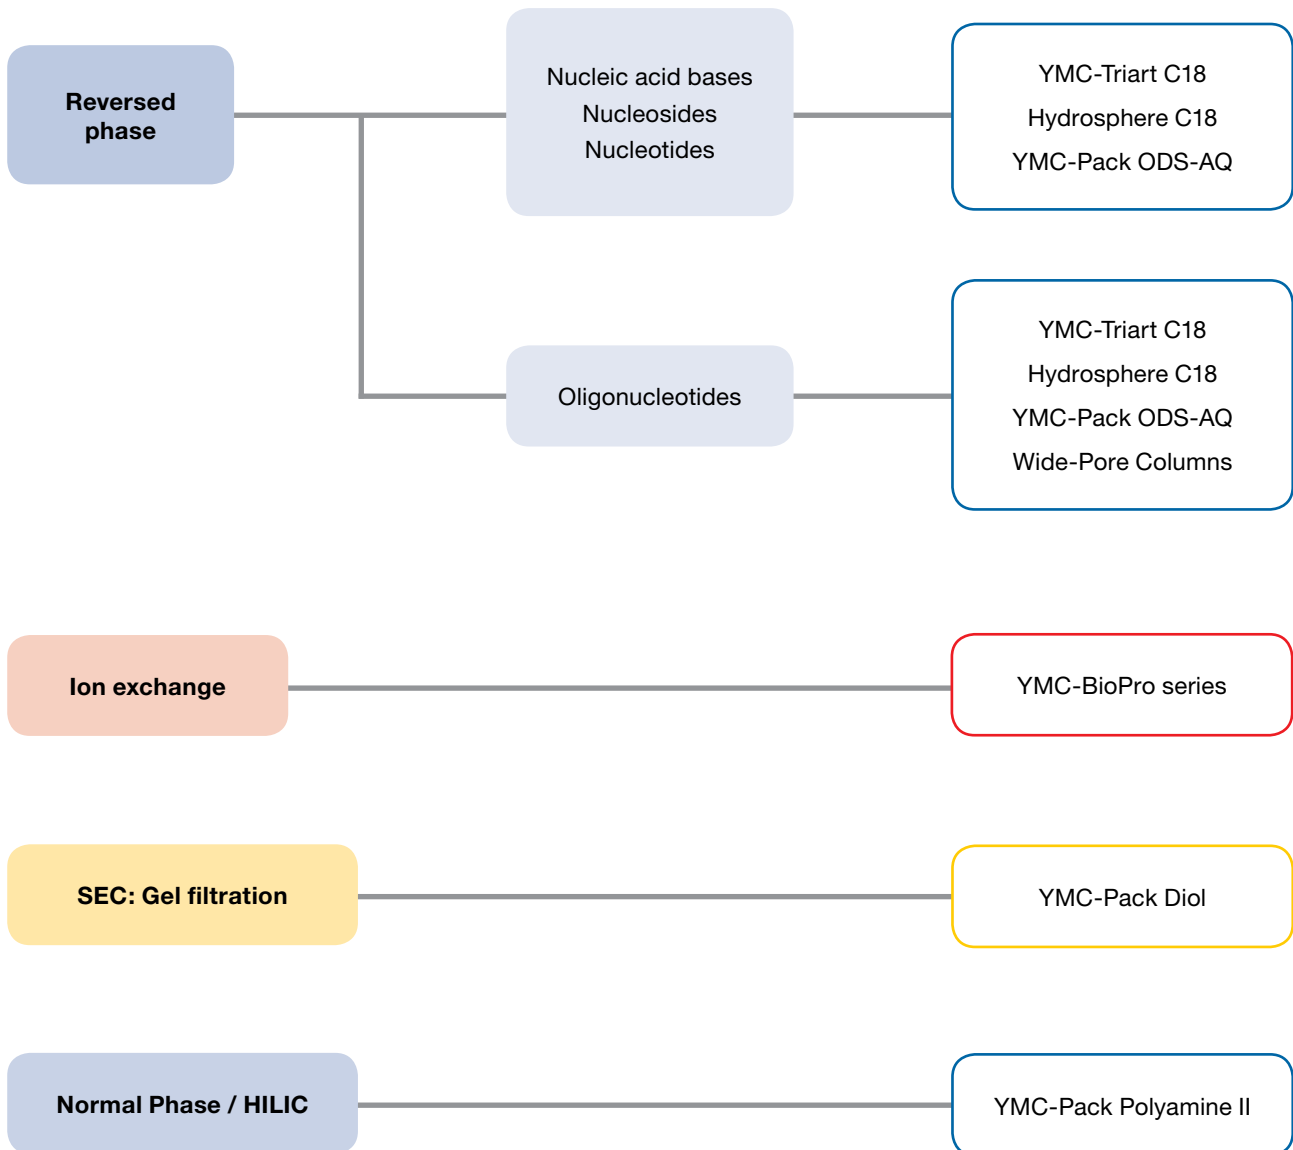 Reversed
phase
Nucleic acid bases
Nucleosides
Nucleotides
YMC-Triart C18
Hydrosphere C18
YMC-Pack ODS-AQ
Oligonucleotides
YMC-Triart C18
Hydrosphere C18
YMC-Pack ODS-AQ
Wide-Pore Columns
Ion exchange
YMC-BioPro series
SEC: Gel filtration
YMC-Pack Diol
Normal Phase / HILIC
YMC-Pack Polyamine II